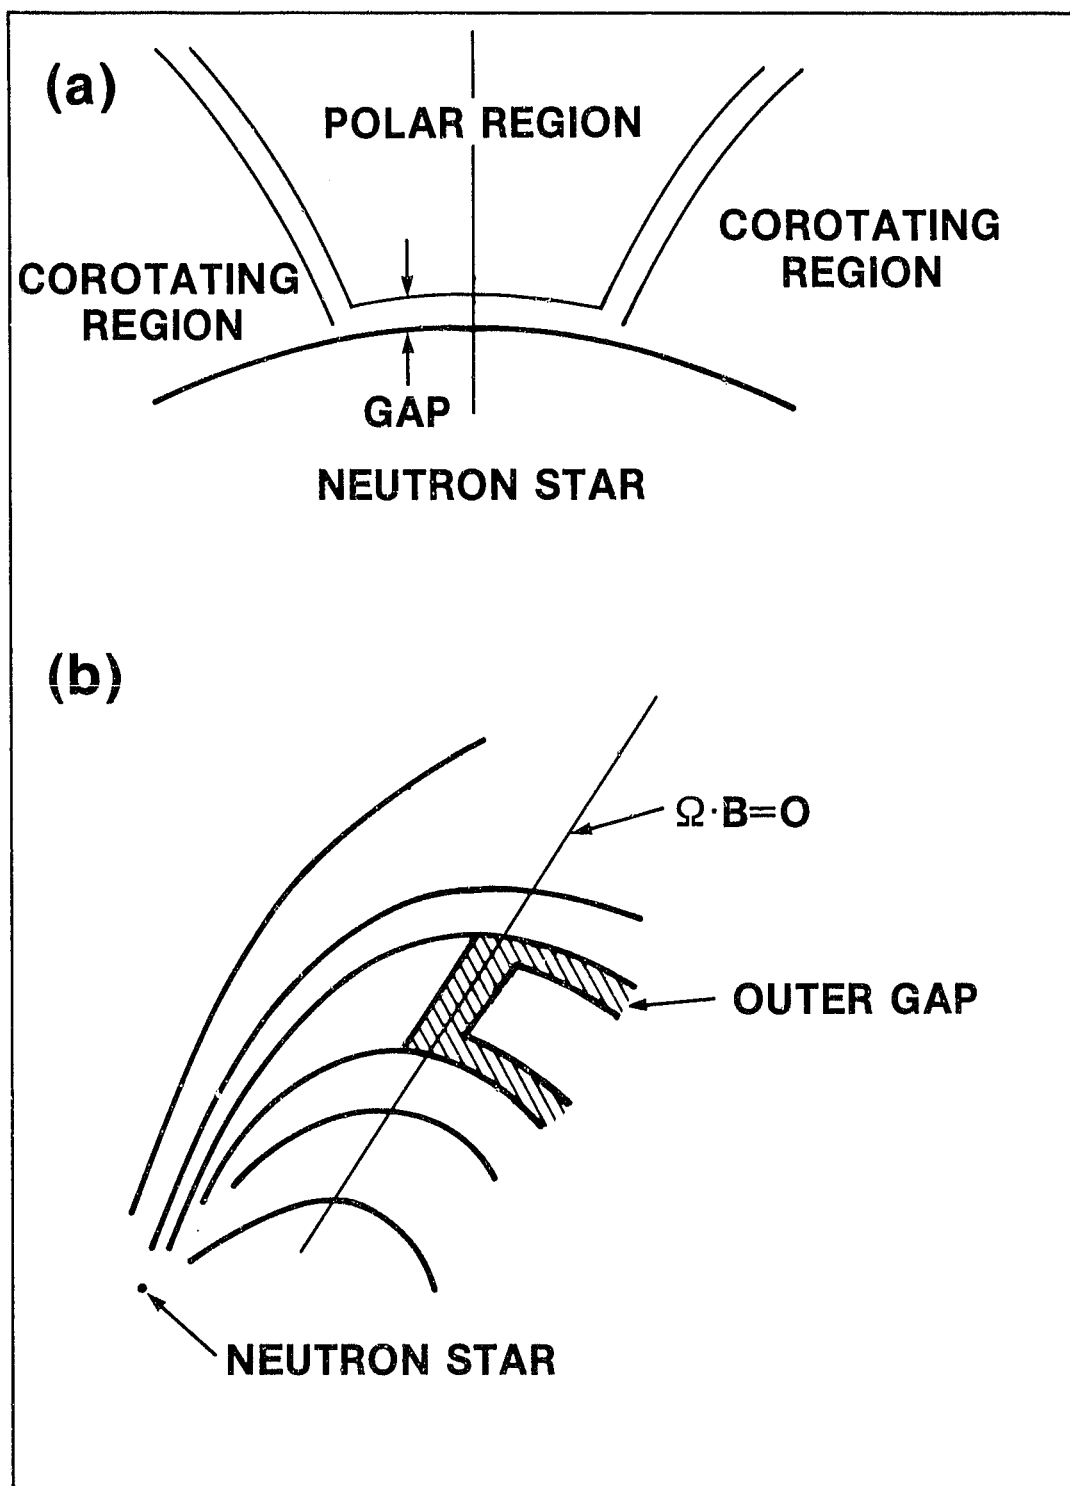 (a)
POLAR REGION
COROTATING
REGION
COROTATING
REGION
GAP
NEUTRON STAR
(b)
Ω·B=O
OUTER GAP
NEUTRON STAR